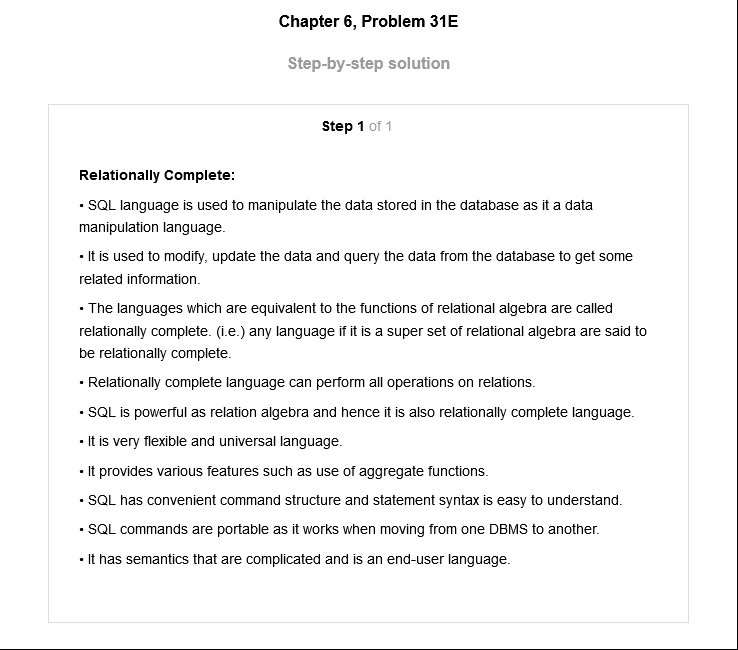 Chapter 6, Problem 31E
Step-by-step solution
Step 1 of 1
Relationally Complete:
• SQL language is used to manipulate the data stored in the database as it a data
manipulation language.
• It is used to modify, update the data and query the data from the database to get some
related information.
• The languages which are equivalent to the functions of relational algebra are called
relationally complete. (i.e.) any language if it is a super set of relational algebra are said to
be relationally complete.
• Relationally complete language can perform all operations on relations.
• SQL is powerful as relation algebra and hence it is also relationally complete language.
• It is very flexible and universal language.
• It provides various features such as use of aggregate functions.
• SQL has convenient command structure and statement syntax is easy to understand.
• SQL commands are portable as it works when moving from one DBMS to another.
• It has semantics that are complicated and is an end-user language.